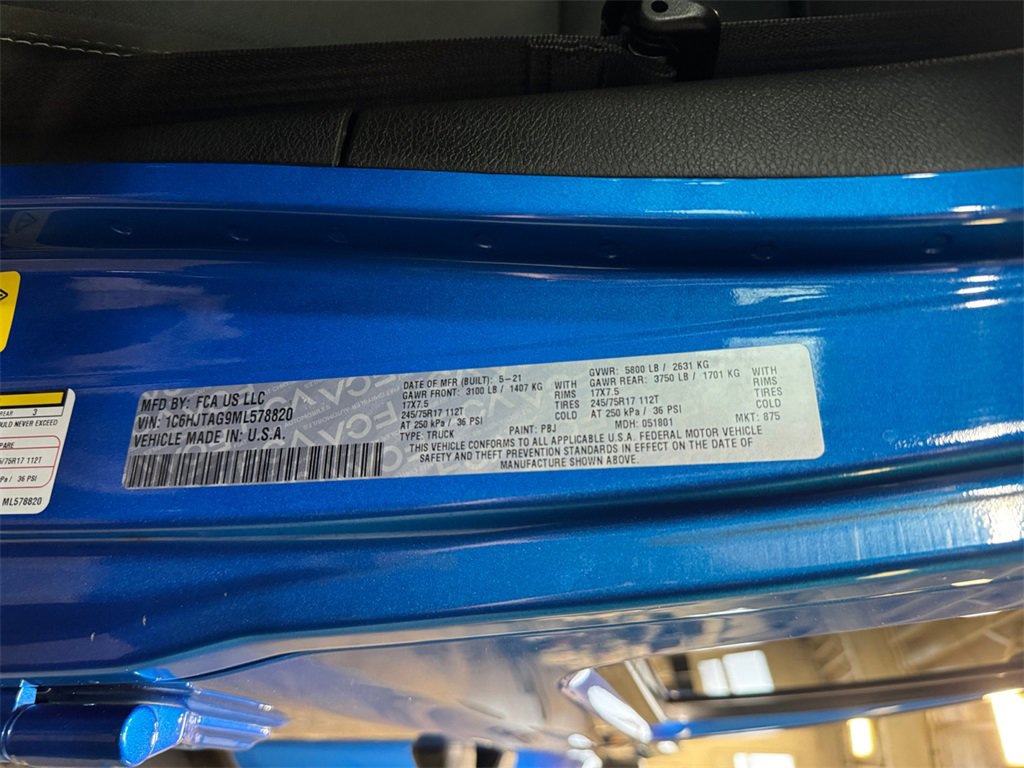 MFD BY: FCA US LLC
VIN: 1C6HJTAG9ML578820
VEHICLE MADE IN: U.S.A.
DATE OF MFR (BUILT): 5-21
GAWR FRONT: 3100 LB / 1407 KG WITH
17X7.5 RIMS
245/75R17 112T TIRES
AT 250 kPa / 36 PSI COLD
TYPE: TRUCK PAINT: PBJ
GVWR: 5800 LB / 2631 KG
GAWR REAR: 3750 LB / 1701 KG WITH
17X7.5 RIMS
245/75R17 112T TIRES
AT 250 kPa / 36 PSI COLD
MDH: 051801 MKT: 875
THIS VEHICLE CONFORMS TO ALL APPLICABLE U.S.A. FEDERAL MOTOR VEHICLE
SAFETY AND THEFT PREVENTION STANDARDS IN EFFECT ON THE DATE OF
MANUFACTURE SHOWN ABOVE.
REAR 3
OULD NEVER EXCEED
PARE
/75R17 112T
kPa / 36 PSI
ML578820